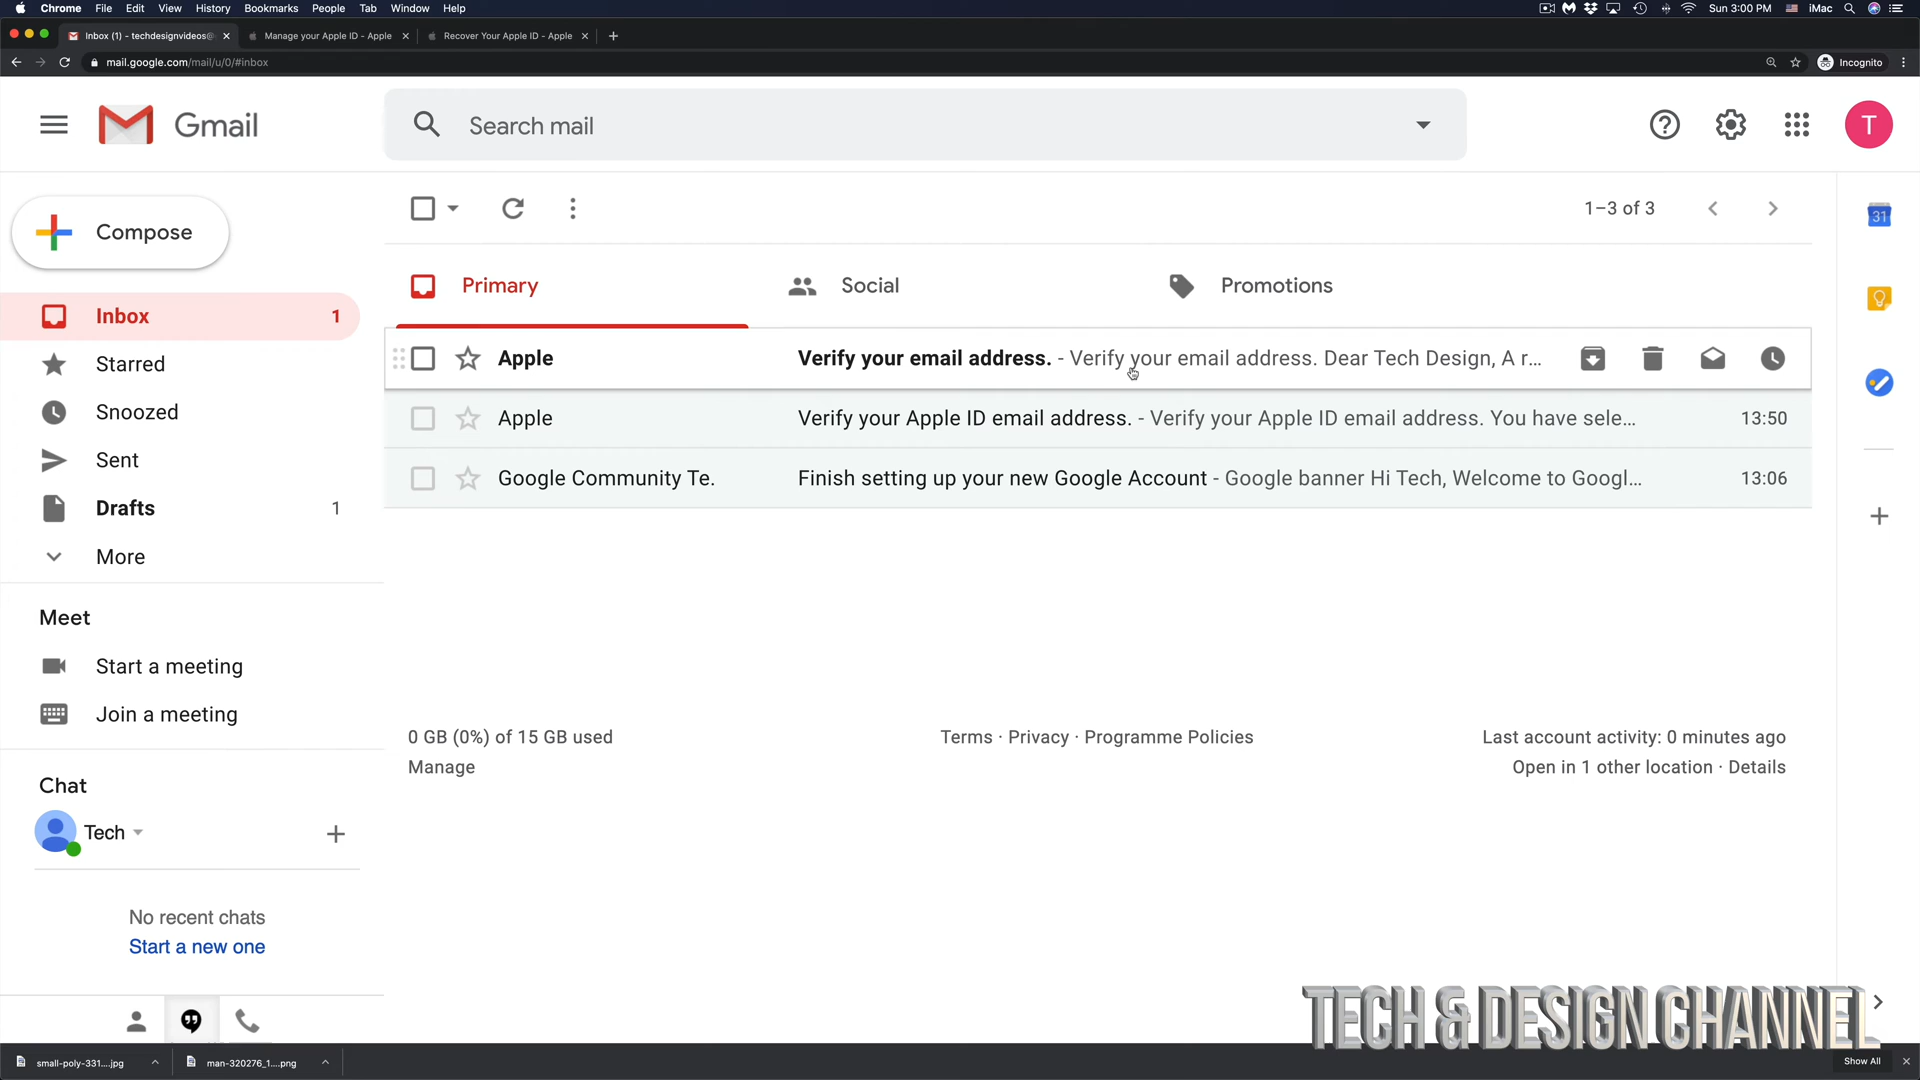 Chrome File Edit View History Bookmarks People Tab Window Help Sun 3:00 PM iMac
Inbox (1) - techdesignvideos@ Manage your Apple ID - Apple Recover Your Apple ID - Apple
mail.google.com/mail/u/0/#inbox Incognito
Gmail Search mail T
Compose 1–3 of 3 31
Primary Social Promotions
Inbox 1
Starred
Snoozed
Sent
Drafts 1
More
Apple Verify your email address. - Verify your email address. Dear Tech Design, A r...
Apple Verify your Apple ID email address. - Verify your Apple ID email address. You have sele... 13:50
Google Community Te. Finish setting up your new Google Account - Google banner Hi Tech, Welcome to Googl... 13:06
Meet
Start a meeting
Join a meeting
0 GB (0%) of 15 GB used Terms · Privacy · Programme Policies Last account activity: 0 minutes ago
Manage Open in 1 other location · Details
Chat
Tech
No recent chats
Start a new one
TECH & DESIGN CHANNEL
small-poly-331....jpg man-320276_1....png Show All